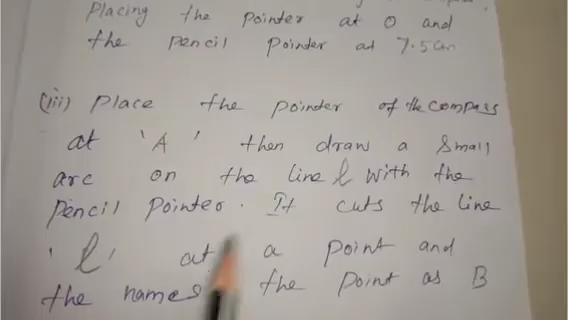 Placing the pointer at 0 and
the pencil pointer at 7.5cm
(iii) Place the pointer of the compass
at 'A' then draw a small
arc on the line l with the
pencil pointer. It cuts the line
'l' at a point and
the names the point as B